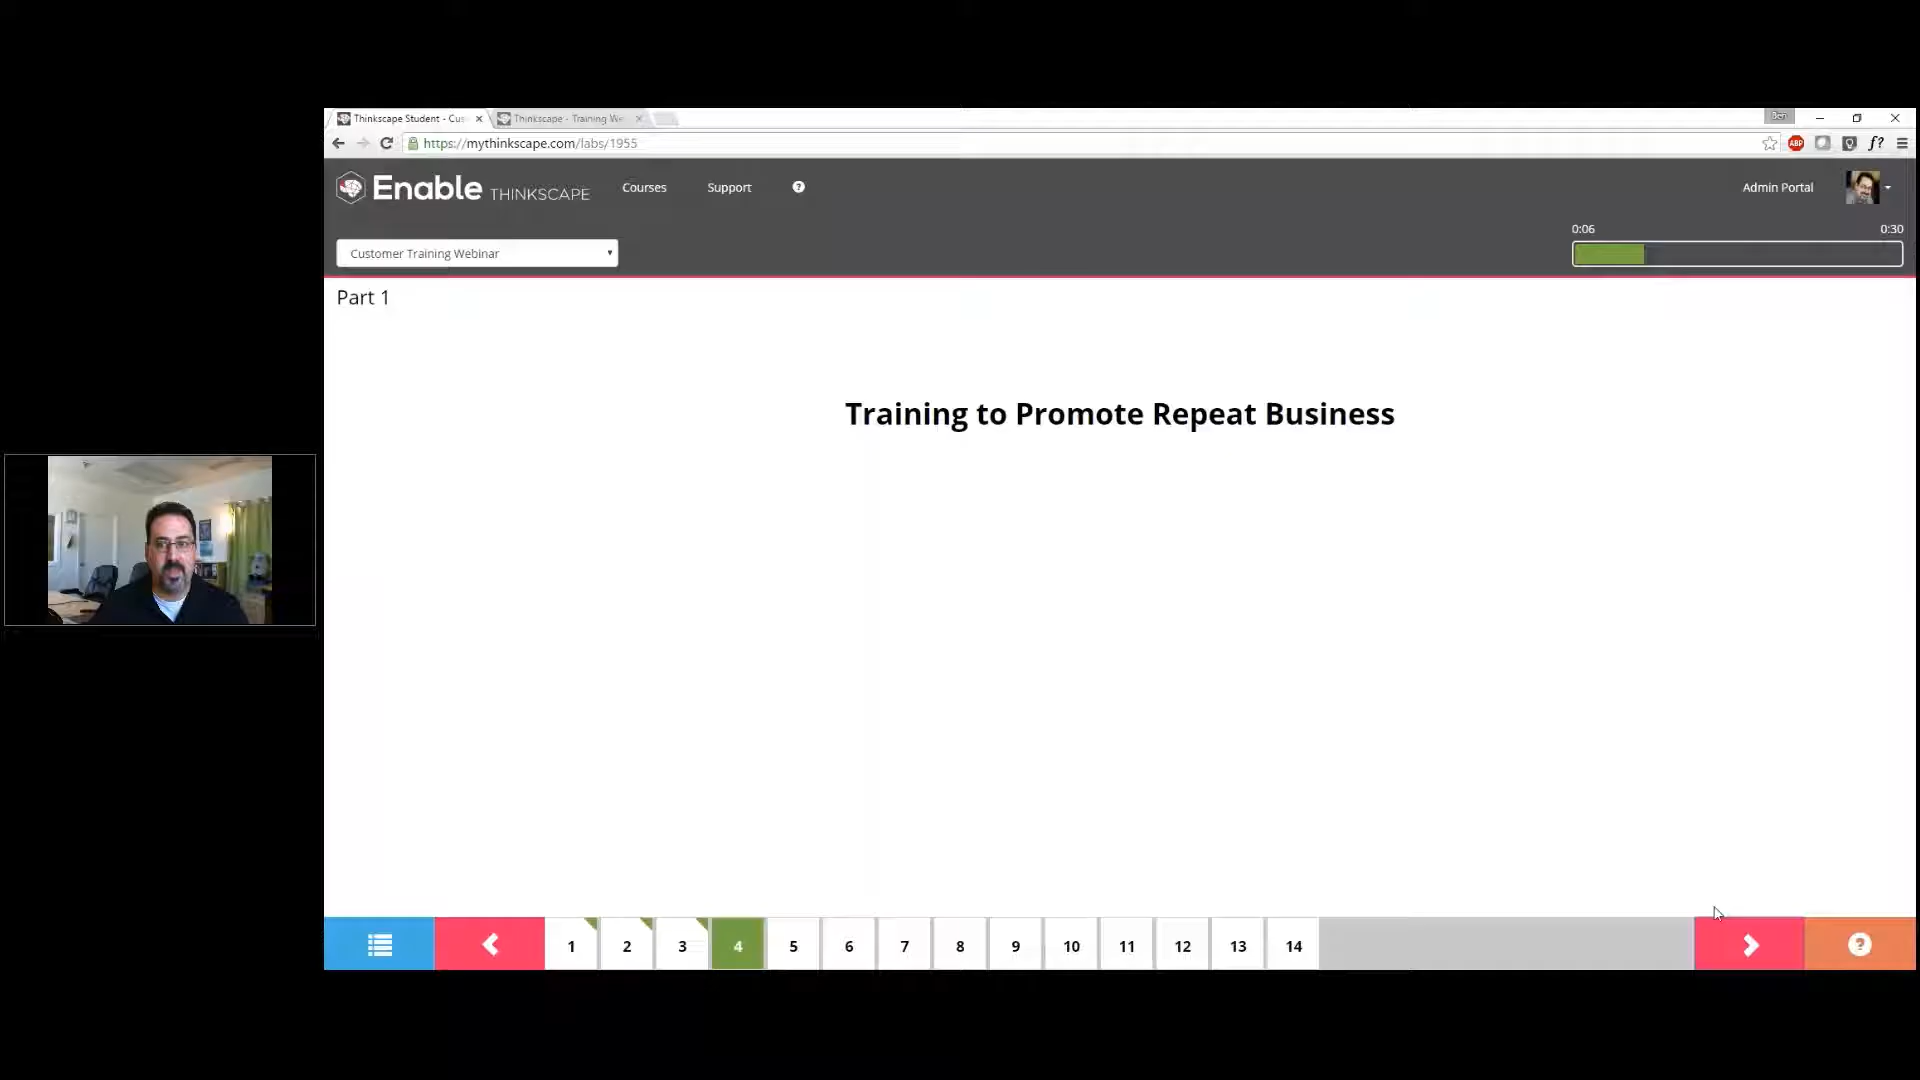 Thinkscape Student - Cus
Thinkscape - Training We
Ben
https://mythinkscape.com/labs/1955
ABP
f?
Enable THINKSCAPE
Courses
Support
?
Admin Portal
0:06
0:30
Customer Training Webinar
Part 1
Training to Promote Repeat Business
1
2
3
4
5
6
7
8
9
10
11
12
13
14
?